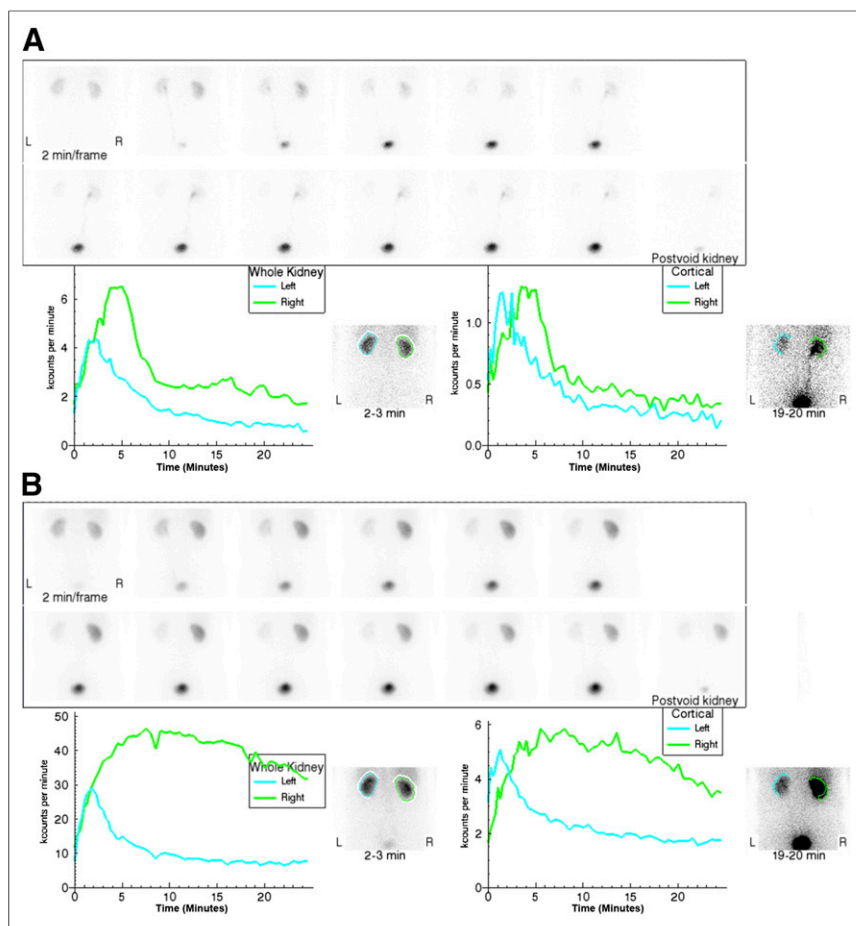 A
L
R
2 min/frame
Postvoid kidney
Whole Kidney
Left
Right
6
4
2
0
kcounts per minute
0
5
10
15
20
Time (Minutes)
L
R
2-3 min
Cortical
Left
Right
1.0
0.5
0.0
kcounts per minute
0
5
10
15
20
Time (Minutes)
L
R
19-20 min
B
L
R
2 min/frame
Postvoid kidney
Whole Kidney
Left
Right
50
40
30
20
10
0
kcounts per minute
0
5
10
15
20
Time (Minutes)
L
R
2-3 min
Cortical
Left
Right
6
4
2
0
kcounts per minute
0
5
10
15
20
Time (Minutes)
L
R
19-20 min